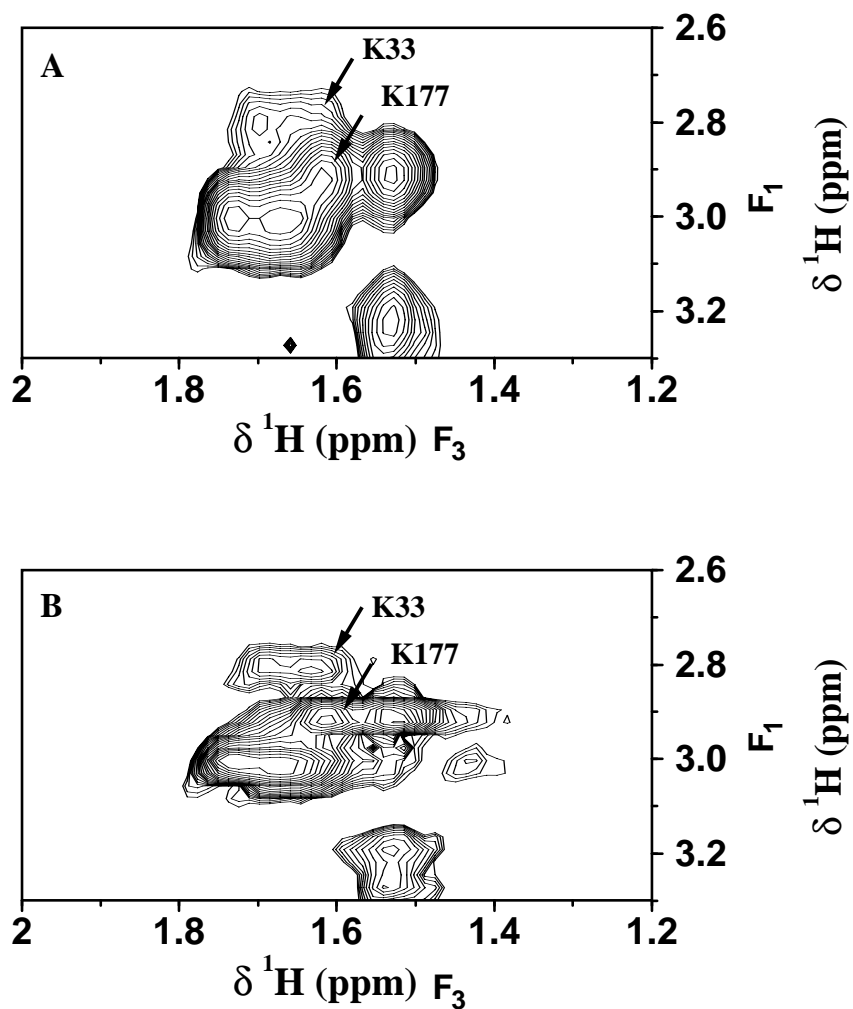 A
K33
K177
2.6
2.8
3.0
3.2
F1
δ 1H (ppm)
2 1.8 1.6 1.4 1.2
δ 1H (ppm) F3
B
K33
K177
2.6
2.8
3.0
3.2
F1
δ 1H (ppm)
2 1.8 1.6 1.4 1.2
δ 1H (ppm) F3